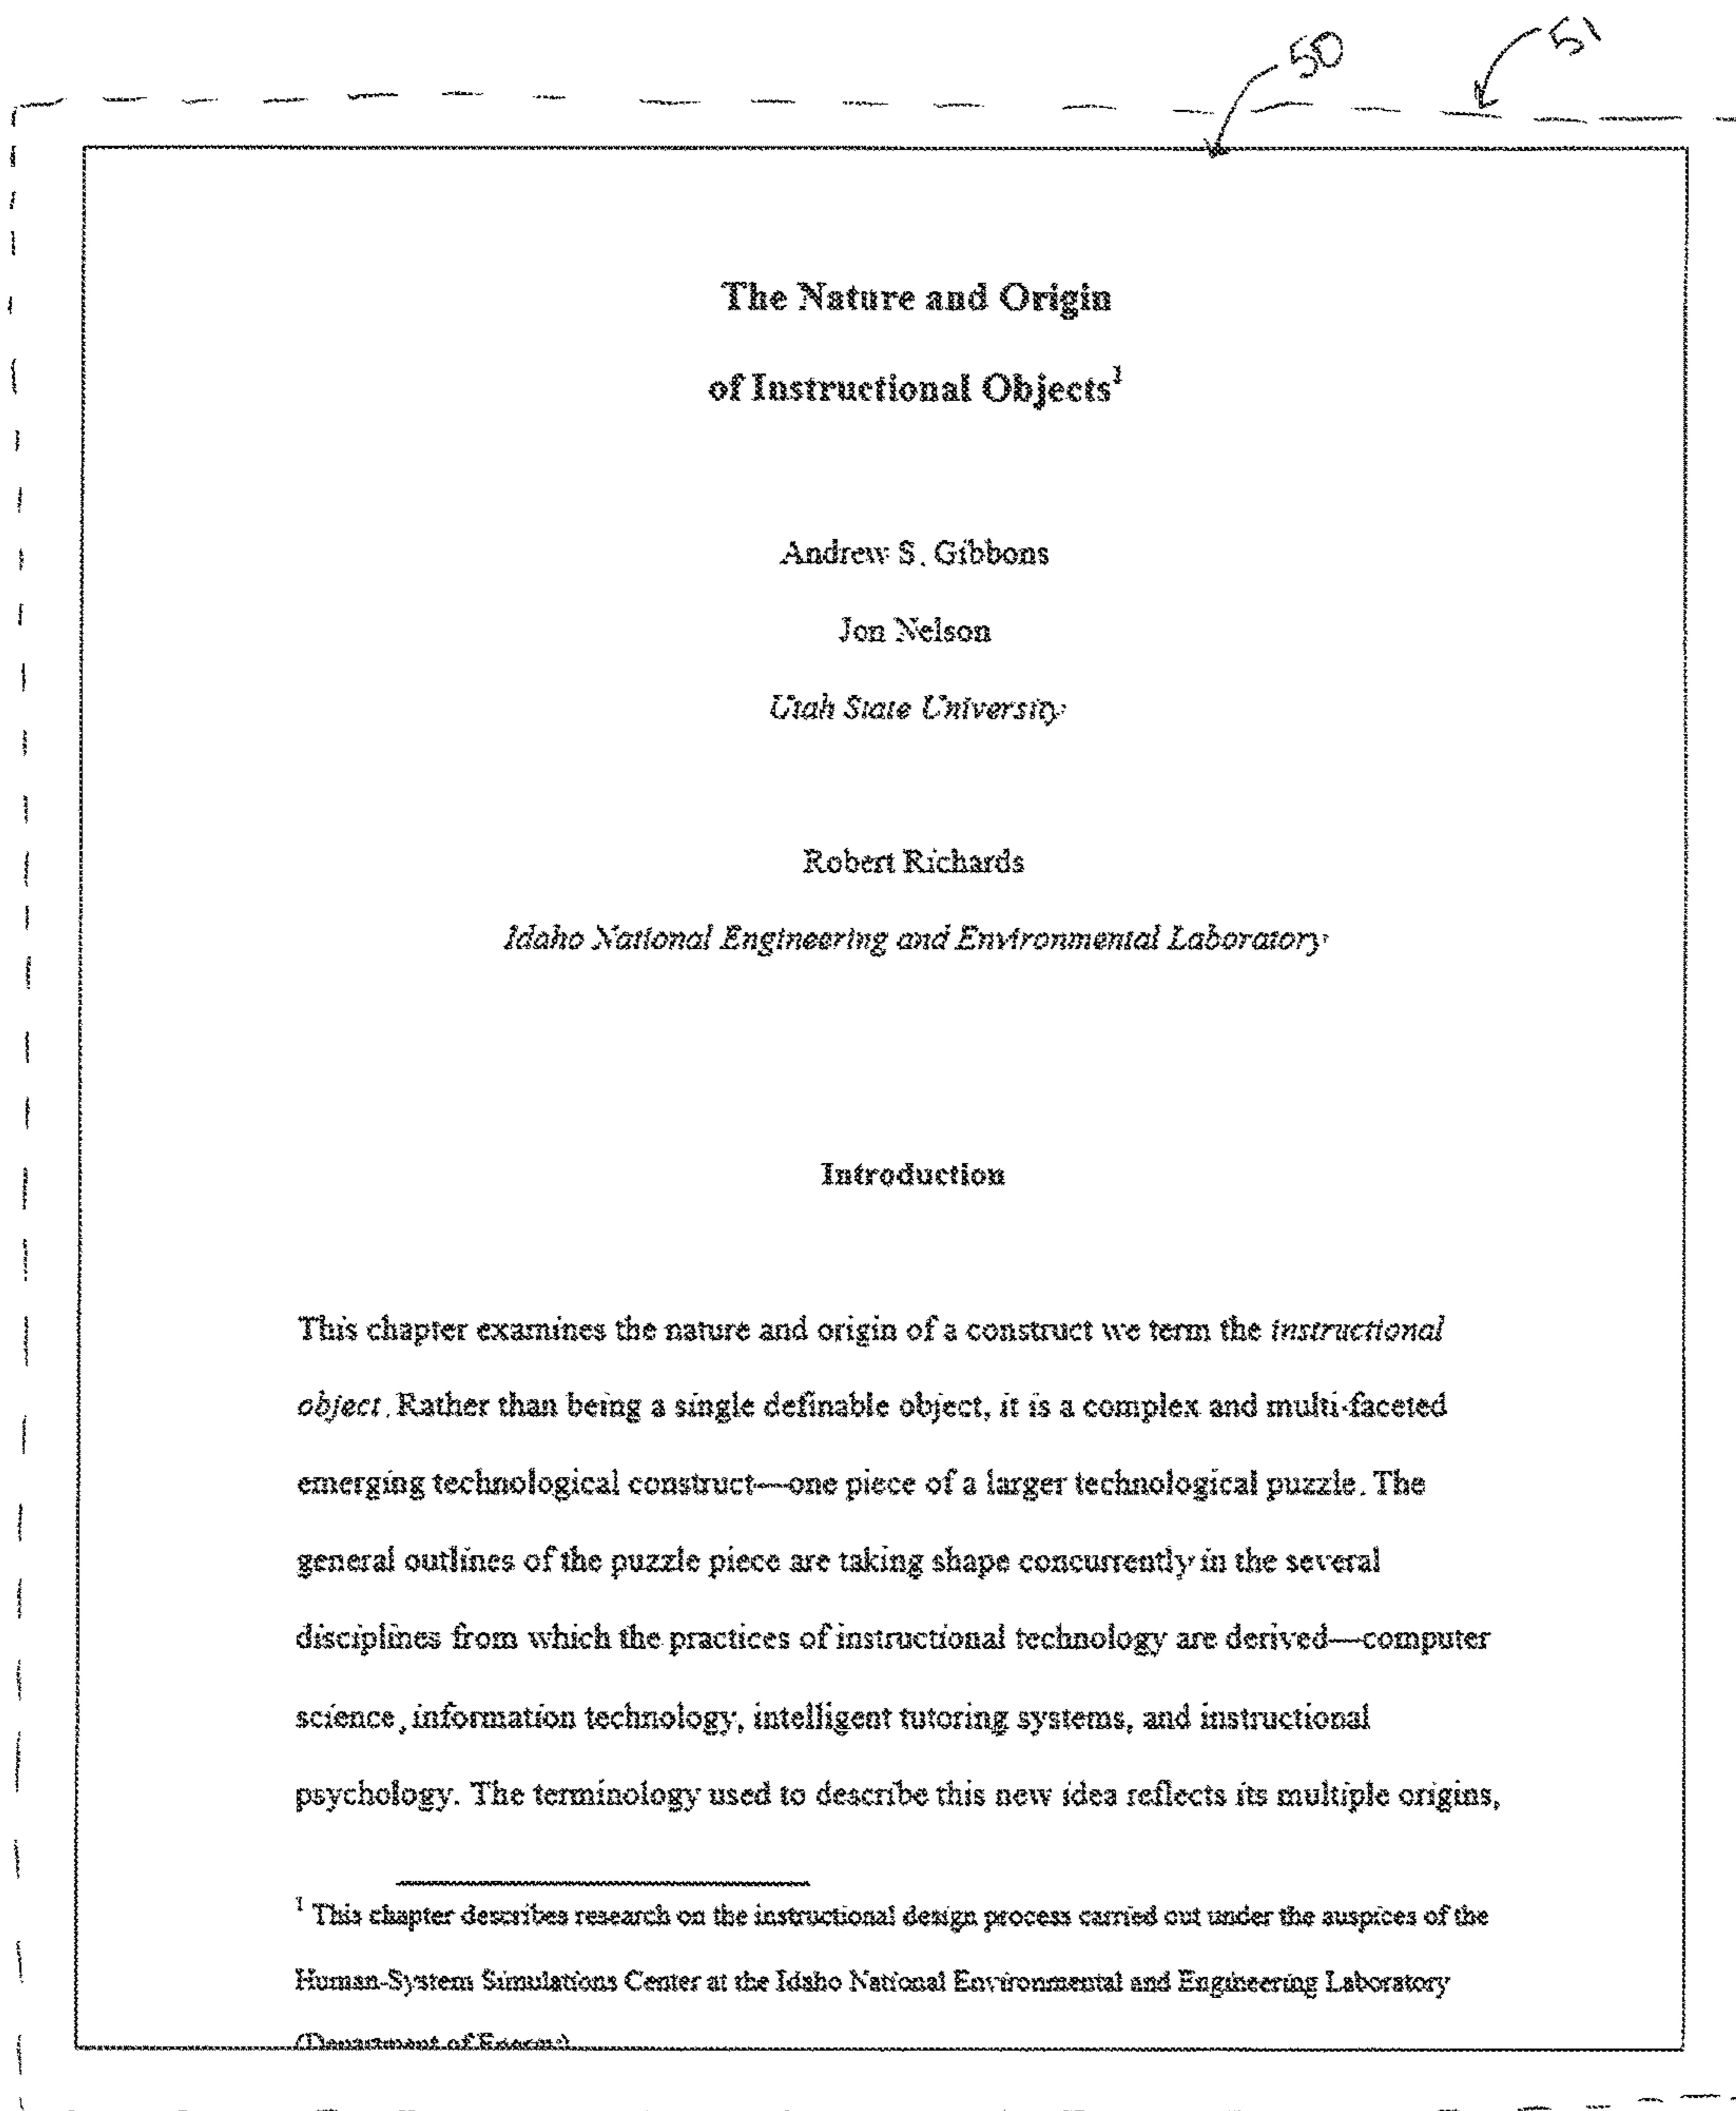 50
51
The Nature and Origin
of Instructional Objects¹
Andrew S. Gibbons
Jon Nelson
Utah State University
Robert Richards
Idaho National Engineering and Environmental Laboratory
Introduction
This chapter examines the nature and origin of a construct we term the instructional
object. Rather than being a single definable object, it is a complex and multi-faceted
emerging technological construct—one piece of a larger technological puzzle. The
general outlines of the puzzle piece are taking shape concurrently in the several
disciplines from which the practices of instructional technology are derived—computer
science, information technology, intelligent tutoring systems, and instructional
psychology. The terminology used to describe this new idea reflects its multiple origins,
¹ This chapter describes research on the instructional design process carried out under the auspices of the
Human-System Simulations Center at the Idaho National Environmental and Engineering Laboratory
(Department of Energy)